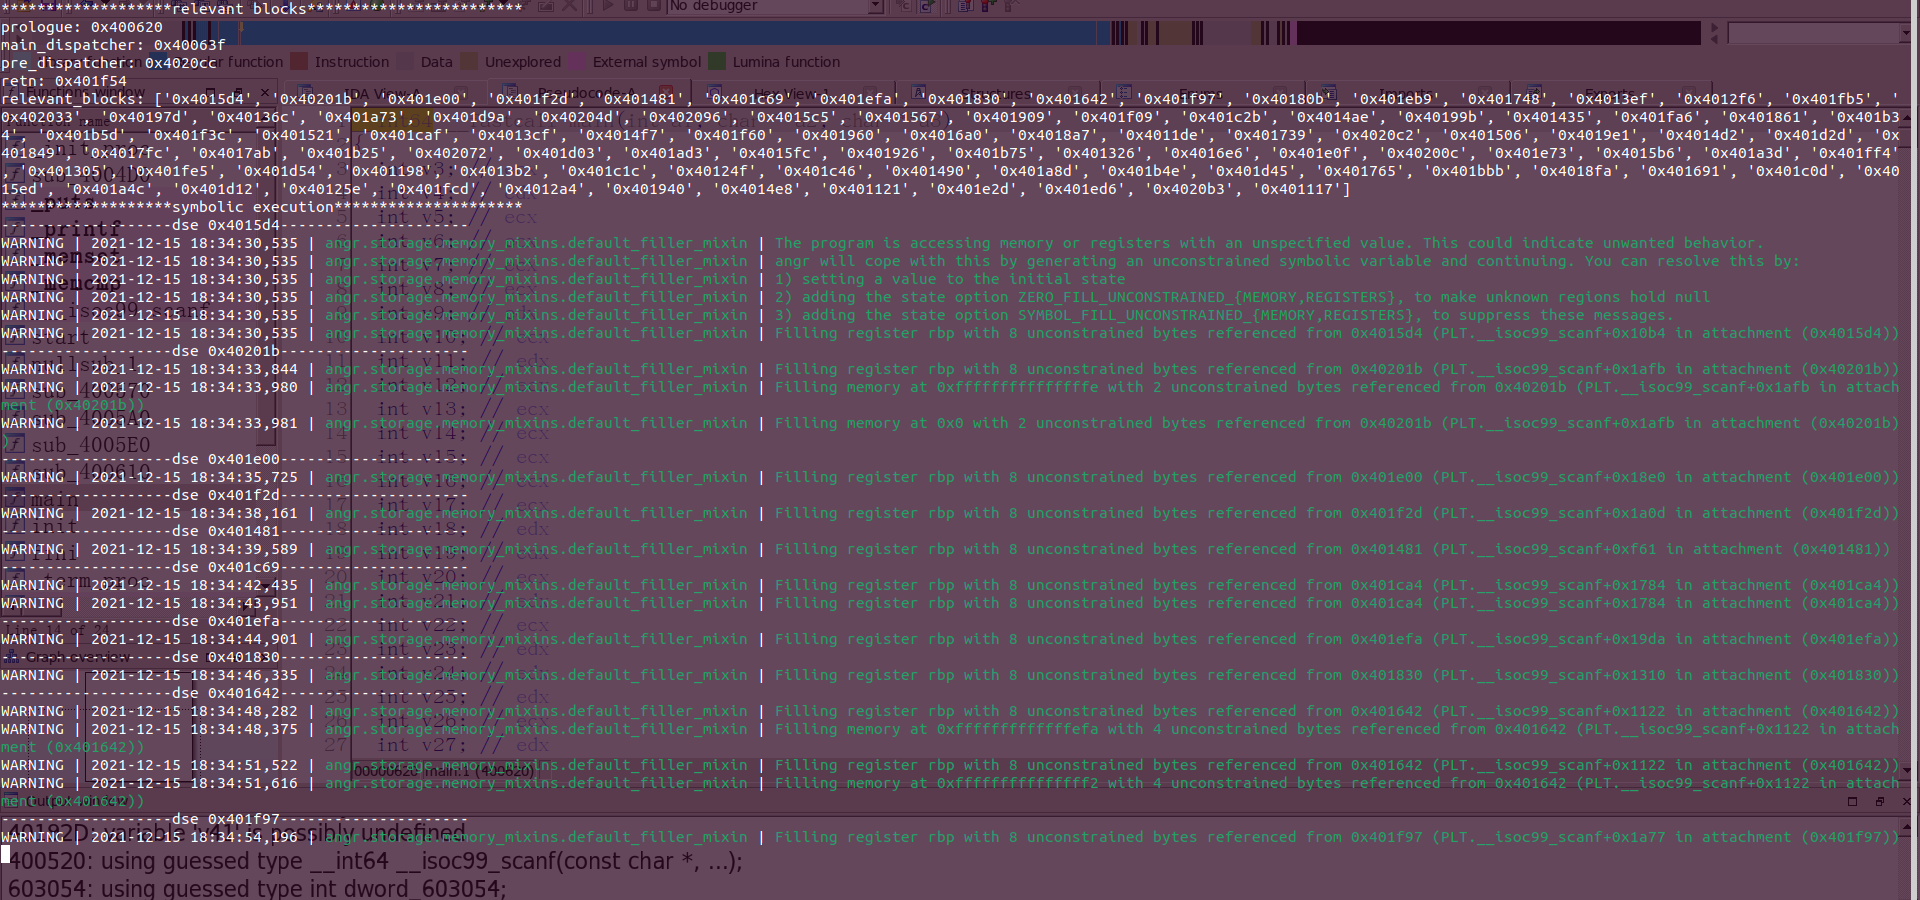 *******************relevant blocks************************
No debugger
prologue: 0x400620
main_dispatcher: 0x40063f
pre_dispatcher: 0x4020cc
function Instruction Data Unexplored External symbol Lumina function
retn: 0x401f54
relevant_blocks: ['0x4015d4', '0x40201b', '0x401e00', '0x401f2d', '0x401481', '0x401c69', '0x401efa', '0x401830', '0x401642', '0x401f97', '0x40180b', '0x401eb9', '0x401748', '0x4013ef', '0x4012f6', '0x401fb5', '
', '0x40197d', '0x40136c', '0x401a73', '0x401d9a', '0x40204d', '0x402096', '0x4015c5', '0x401567', '0x401909', '0x401f09', '0x401c2b', '0x4014ae', '0x40199b', '0x401435', '0x401fa6', '0x401861', '0x401b3
4', '0x401b5d', '0x401f3c', '0x401521', '0x401caf', '0x4013cf', '0x4014f7', '0x401f60', '0x401960', '0x4016a0', '0x4018a7', '0x4011de', '0x401739', '0x4020c2', '0x401506', '0x4019e1', '0x4014d2', '0x401d2d', '0x
401849', '0x4017fc', '0x4017ab', '0x401b25', '0x402072', '0x401d03', '0x401ad3', '0x4015fc', '0x401926', '0x401b75', '0x401326', '0x4016e6', '0x401e0f', '0x40200c', '0x401e73', '0x4015b6', '0x401a3d', '0x401ff4'
, '0x401305', '0x401fe5', '0x401d54', '0x401198', '0x4013b2', '0x401c1c', '0x40124f', '0x401c46', '0x401490', '0x401a8d', '0x401b4e', '0x401d45', '0x401765', '0x401bbb', '0x4018fa', '0x401691', '0x401c0d', '0x40
15ed', '0x401a4c', '0x401d12', '0x40125e', '0x401fcd', '0x4012a4', '0x401940', '0x4014e8', '0x401121', '0x401e2d', '0x401ed6', '0x4020b3', '0x401117']
*******************symbolic execution*********************
-------------------dse 0x4015d4---------------------
WARNING | 2021-12-15 18:34:30,535 | angr.storage.memory_mixins.default_filler_mixin | The program is accessing memory or registers with an unspecified value. This could indicate unwanted behavior.
WARNING | 2021-12-15 18:34:30,535 | angr.storage.memory_mixins.default_filler_mixin | angr will cope with this by generating an unconstrained symbolic variable and continuing. You can resolve this by:
WARNING | 2021-12-15 18:34:30,535 | angr.storage.memory_mixins.default_filler_mixin | 1) setting a value to the initial state
WARNING | 2021-12-15 18:34:30,535 | angr.storage.memory_mixins.default_filler_mixin | 2) adding the state option ZERO_FILL_UNCONSTRAINED_{MEMORY,REGISTERS}, to make unknown regions hold null
WARNING | 2021-12-15 18:34:30,535 | angr.storage.memory_mixins.default_filler_mixin | 3) adding the state option SYMBOL_FILL_UNCONSTRAINED_{MEMORY,REGISTERS}, to suppress these messages.
WARNING | 2021-12-15 18:34:30,535 | angr.storage.memory_mixins.default_filler_mixin | Filling register rbp with 8 unconstrained bytes referenced from 0x4015d4 (PLT.__isoc99_scanf+0x10b4 in attachment (0x4015d4))
-------------------dse 0x40201b---------------------
WARNING | 2021-12-15 18:34:33,844 | angr.storage.memory_mixins.default_filler_mixin | Filling register rbp with 8 unconstrained bytes referenced from 0x40201b (PLT.__isoc99_scanf+0x1afb in attachment (0x40201b))
WARNING | 2021-12-15 18:34:33,980 | angr.storage.memory_mixins.default_filler_mixin | Filling memory at 0xfffffffffffffffe with 2 unconstrained bytes referenced from 0x40201b (PLT.__isoc99_scanf+0x1afb in attach
ment (0x40201b))
WARNING | 2021-12-15 18:34:33,981 | angr.storage.memory_mixins.default_filler_mixin | Filling memory at 0x0 with 2 unconstrained bytes referenced from 0x40201b (PLT.__isoc99_scanf+0x1afb in attachment (0x40201b)
)
-------------------dse 0x401e00---------------------
WARNING | 2021-12-15 18:34:35,725 | angr.storage.memory_mixins.default_filler_mixin | Filling register rbp with 8 unconstrained bytes referenced from 0x401e00 (PLT.__isoc99_scanf+0x18e0 in attachment (0x401e00))
-------------------dse 0x401f2d---------------------
WARNING | 2021-12-15 18:34:38,161 | angr.storage.memory_mixins.default_filler_mixin | Filling register rbp with 8 unconstrained bytes referenced from 0x401f2d (PLT.__isoc99_scanf+0x1a0d in attachment (0x401f2d))
-------------------dse 0x401481---------------------
WARNING | 2021-12-15 18:34:39,589 | angr.storage.memory_mixins.default_filler_mixin | Filling register rbp with 8 unconstrained bytes referenced from 0x401481 (PLT.__isoc99_scanf+0xf61 in attachment (0x401481))
-------------------dse 0x401c69---------------------
WARNING | 2021-12-15 18:34:42,435 | angr.storage.memory_mixins.default_filler_mixin | Filling register rbp with 8 unconstrained bytes referenced from 0x401ca4 (PLT.__isoc99_scanf+0x1784 in attachment (0x401ca4))
WARNING | 2021-12-15 18:34:43,951 | angr.storage.memory_mixins.default_filler_mixin | Filling register rbp with 8 unconstrained bytes referenced from 0x401ca4 (PLT.__isoc99_scanf+0x1784 in attachment (0x401ca4))
-------------------dse 0x401efa---------------------
WARNING | 2021-12-15 18:34:44,901 | angr.storage.memory_mixins.default_filler_mixin | Filling register rbp with 8 unconstrained bytes referenced from 0x401efa (PLT.__isoc99_scanf+0x19da in attachment (0x401efa))
-------------------dse 0x401830---------------------
WARNING | 2021-12-15 18:34:46,335 | angr.storage.memory_mixins.default_filler_mixin | Filling register rbp with 8 unconstrained bytes referenced from 0x401830 (PLT.__isoc99_scanf+0x1310 in attachment (0x401830))
-------------------dse 0x401642---------------------
WARNING | 2021-12-15 18:34:48,282 | angr.storage.memory_mixins.default_filler_mixin | Filling register rbp with 8 unconstrained bytes referenced from 0x401642 (PLT.__isoc99_scanf+0x1122 in attachment (0x401642))
WARNING | 2021-12-15 18:34:48,375 | angr.storage.memory_mixins.default_filler_mixin | Filling memory at 0xfffffffffffffefa with 4 unconstrained bytes referenced from 0x401642 (PLT.__isoc99_scanf+0x1122 in attach
ment (0x401642))
WARNING | 2021-12-15 18:34:51,522 | angr.storage.memory_mixins.default_filler_mixin | Filling register rbp with 8 unconstrained bytes referenced from 0x401642 (PLT.__isoc99_scanf+0x1122 in attachment (0x401642))
WARNING | 2021-12-15 18:34:51,616 | angr.storage.memory_mixins.default_filler_mixin | Filling memory at 0xfffffffffffffff2 with 4 unconstrained bytes referenced from 0x401642 (PLT.__isoc99_scanf+0x1122 in attach
ment (0x401642))
-------------------dse 0x401f97---------------------
WARNING | 2021-12-15 18:34:54,196 | angr.storage.memory_mixins.default_filler_mixin | Filling register rbp with 8 unconstrained bytes referenced from 0x401f97 (PLT.__isoc99_scanf+0x1a77 in attachment (0x401f97))
40182D: variable 'v41' is possibly undefined
400520: using guessed type __int64 __isoc99_scanf(const char *, ...);
603054: using guessed type int dword_603054;